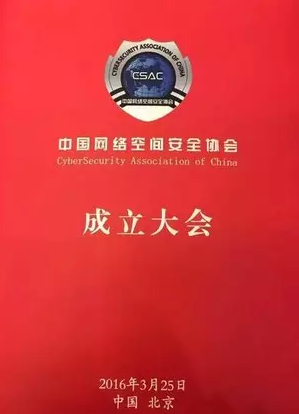 CYBERSECURITY ASSOCIATION OF CHINA
CSAC
中国网络空间安全协会
中国网络空间安全协会
CyberSecurity Association of China
成立大会
2016年3月25日
中国 北京